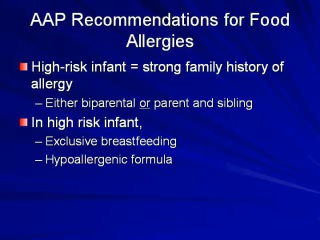 AAP Recommendations for Food
Allergies
High-risk infant = strong family history of
allergy
– Either biparental or parent and sibling
In high risk infant,
– Exclusive breastfeeding
– Hypoallergenic formula